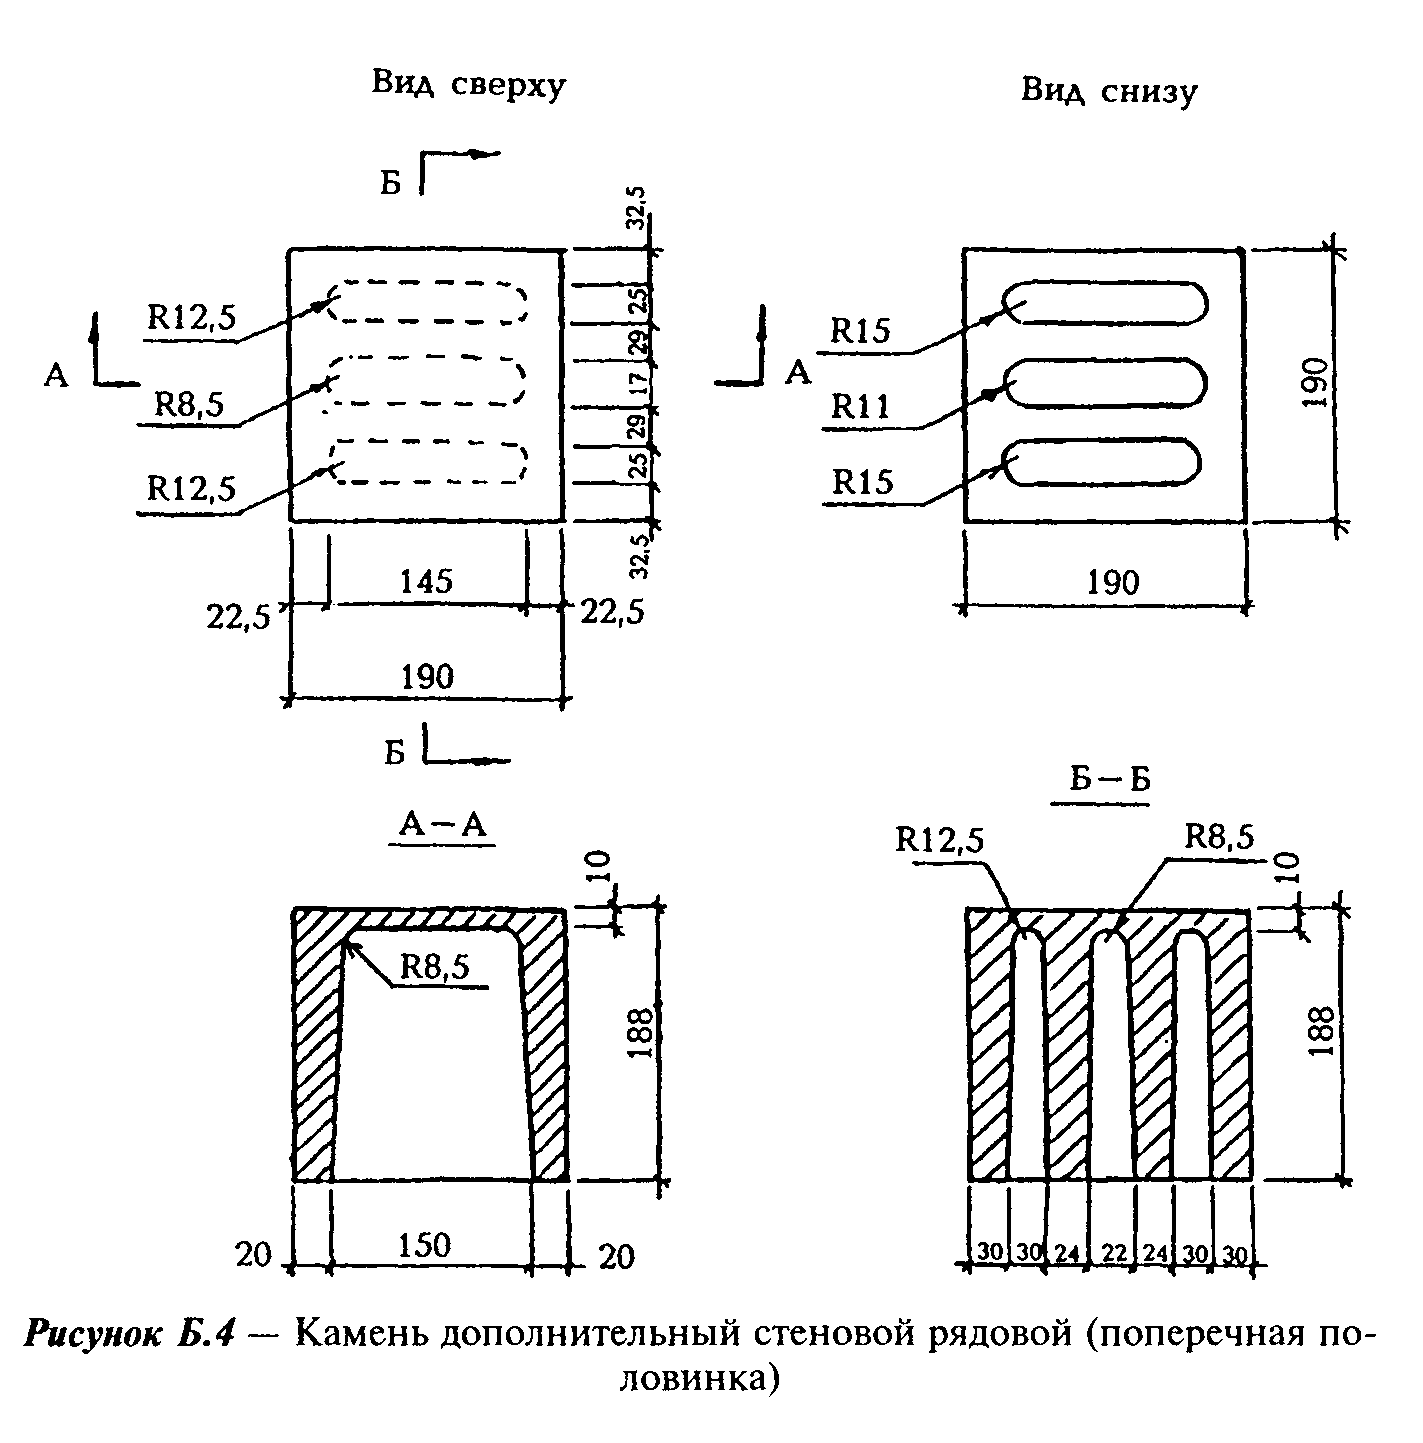 Вид сверху
Вид снизу
Б
32,5
R12,5
25
29
А
17
R8,5
29
R12,5
25
32,5
145
22,5
22,5
190
Б
R15
А
R11
190
R15
190
А – А
10
R8,5
188
20
150
20
Б – Б
R12,5
R8,5
10
188
30 30 24 22 24 30 30
Рисунок Б.4 — Камень дополнительный стеновой рядовой (поперечная по-
ловинка)